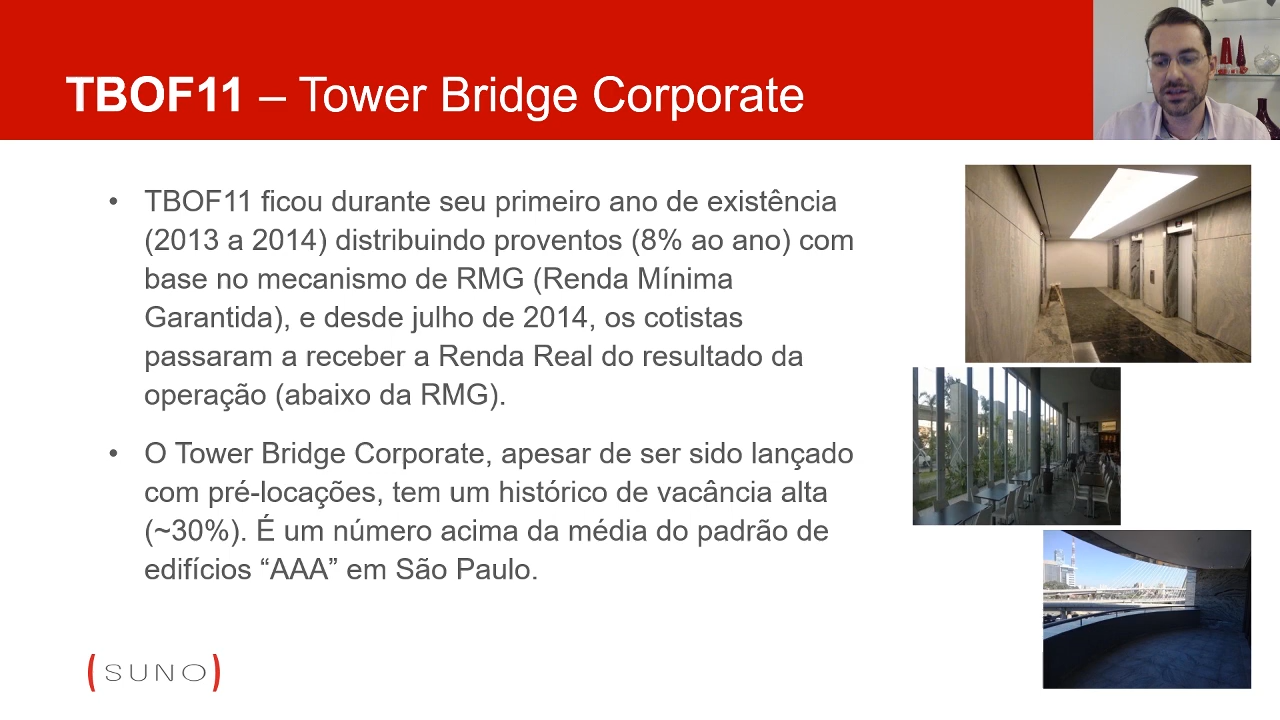 TBOF11 – Tower Bridge Corporate
• TBOF11 ficou durante seu primeiro ano de existência
(2013 a 2014) distribuindo proventos (8% ao ano) com
base no mecanismo de RMG (Renda Mínima
Garantida), e desde julho de 2014, os cotistas
passaram a receber a Renda Real do resultado da
operação (abaixo da RMG).
• O Tower Bridge Corporate, apesar de ser sido lançado
com pré-locações, tem um histórico de vacância alta
(~30%). É um número acima da média do padrão de
edifícios “AAA” em São Paulo.
(SUNO)